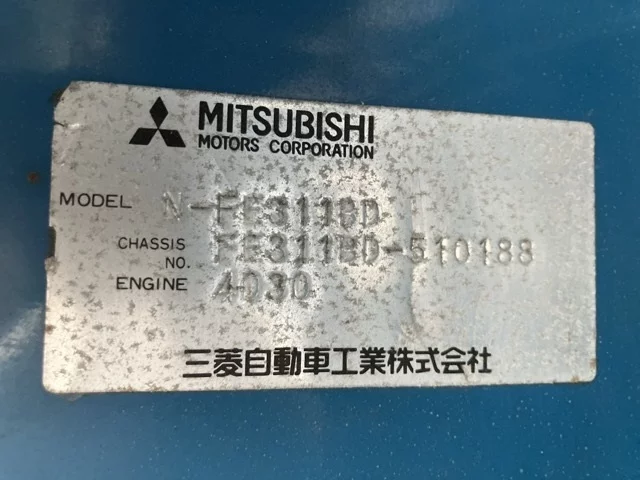 MITSUBISHI
MOTORS CORPORATION
MODEL N-FE311BD
CHASSIS NO. FE311BD-510188
ENGINE 4D30
三菱自動車工業株式会社